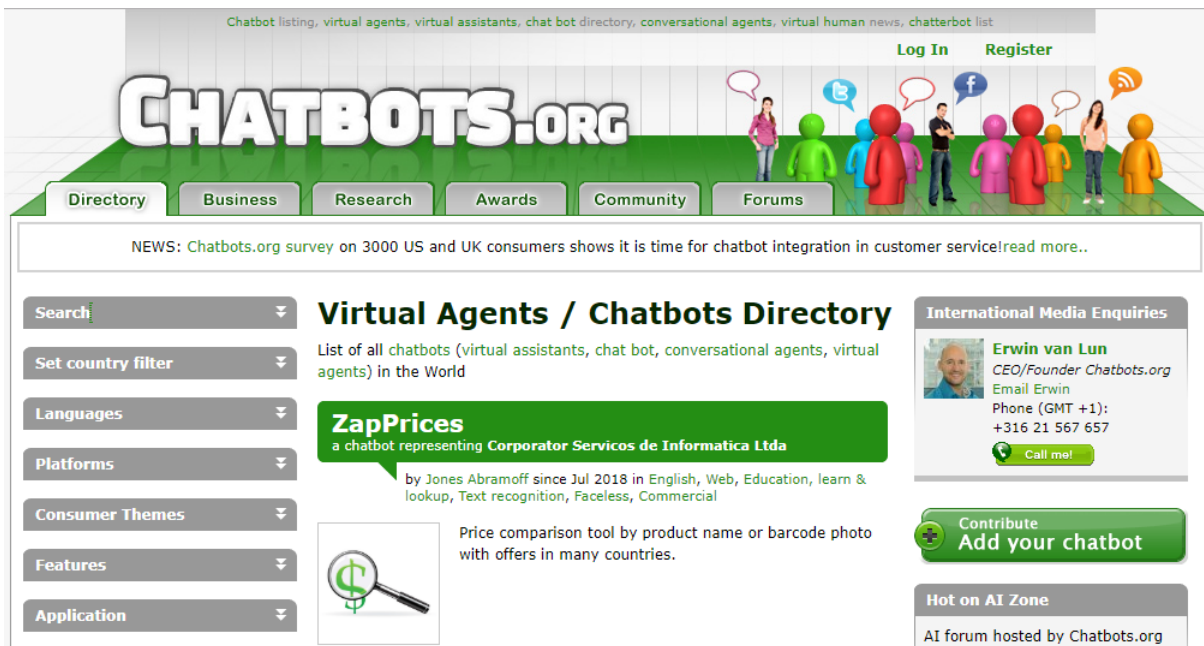 Chatbot listing, virtual agents, virtual assistants, chat bot directory, conversational agents, virtual human news, chatterbot list
Log In Register
CHATBOTS.ORG
Directory Business Research Awards Community Forums
NEWS: Chatbots.org survey on 3000 US and UK consumers shows it is time for chatbot integration in customer service!read more..
Search
Set country filter
Languages
Platforms
Consumer Themes
Features
Application
Virtual Agents / Chatbots Directory
List of all chatbots (virtual assistants, chat bot, conversational agents, virtual
agents) in the World
ZapPrices
a chatbot representing Corporator Servicos de Informatica Ltda
by Jones Abramoff since Jul 2018 in English, Web, Education, learn &
lookup, Text recognition, Faceless, Commercial
Price comparison tool by product name or barcode photo
with offers in many countries.
International Media Enquiries
Erwin van Lun
CEO/Founder Chatbots.org
Email Erwin
Phone (GMT +1):
+316 21 567 657
Call me!
Contribute
Add your chatbot
Hot on AI Zone
AI forum hosted by Chatbots.org